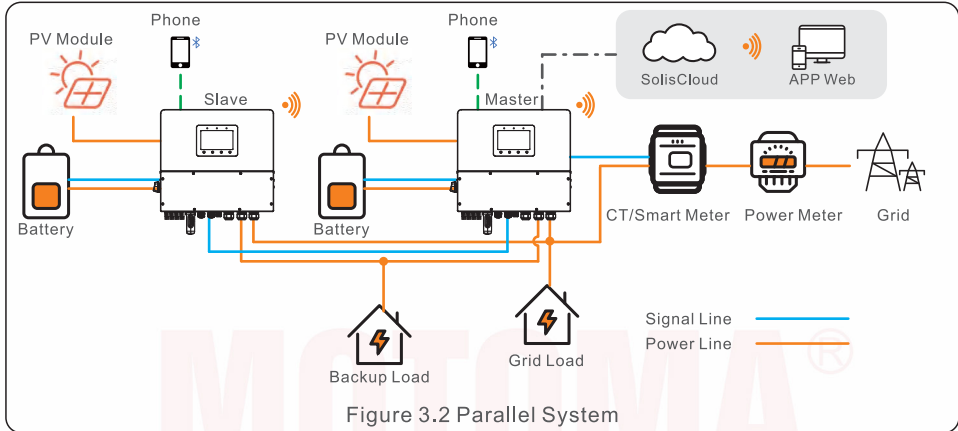 Phone
Phone
PV Module
PV Module
SolisCloud
APP Web
Slave
Master
Battery
Battery
CT/Smart Meter
Power Meter
Grid
Signal Line
Power Line
Backup Load
Grid Load
MOTOMA®
Figure 3.2 Parallel System